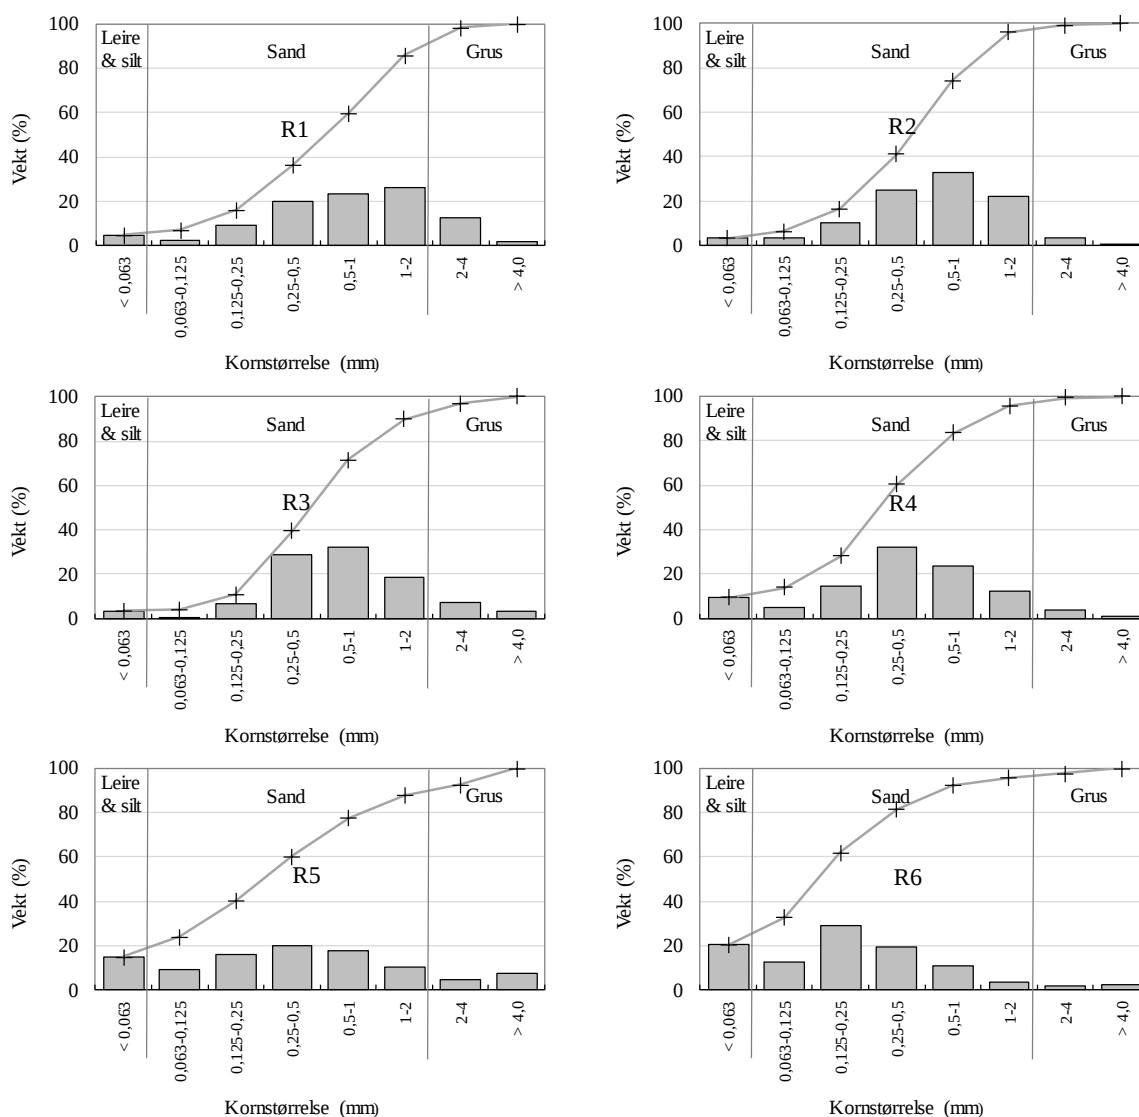 100
80
60
40
20
0
Vekt (%)
Leire
& silt
Sand
Grus
R1
< 0,063
0,063-0,125
0,125-0,25
0,25-0,5
0,5-1
1-2
2-4
> 4,0
Kornstørrelse (mm)
100
80
60
40
20
0
Vekt (%)
Leire
& silt
Sand
Grus
R2
< 0,063
0,063-0,125
0,125-0,25
0,25-0,5
0,5-1
1-2
2-4
> 4,0
Kornstørrelse (mm)
100
80
60
40
20
0
Vekt (%)
Leire
& silt
Sand
Grus
R3
< 0,063
0,063-0,125
0,125-0,25
0,25-0,5
0,5-1
1-2
2-4
> 4,0
Kornstørrelse (mm)
100
80
60
40
20
0
Vekt (%)
Leire
& silt
Sand
Grus
R4
< 0,063
0,063-0,125
0,125-0,25
0,25-0,5
0,5-1
1-2
2-4
> 4,0
Kornstørrelse (mm)
100
80
60
40
20
0
Vekt (%)
Leire
& silt
Sand
Grus
R5
< 0,063
0,063-0,125
0,125-0,25
0,25-0,5
0,5-1
1-2
2-4
> 4,0
Kornstørrelse (mm)
100
80
60
40
20
0
Vekt (%)
Leire
& silt
Sand
Grus
R6
< 0,063
0,063-0,125
0,125-0,25
0,25-0,5
0,5-1
1-2
2-4
> 4,0
Kornstørrelse (mm)